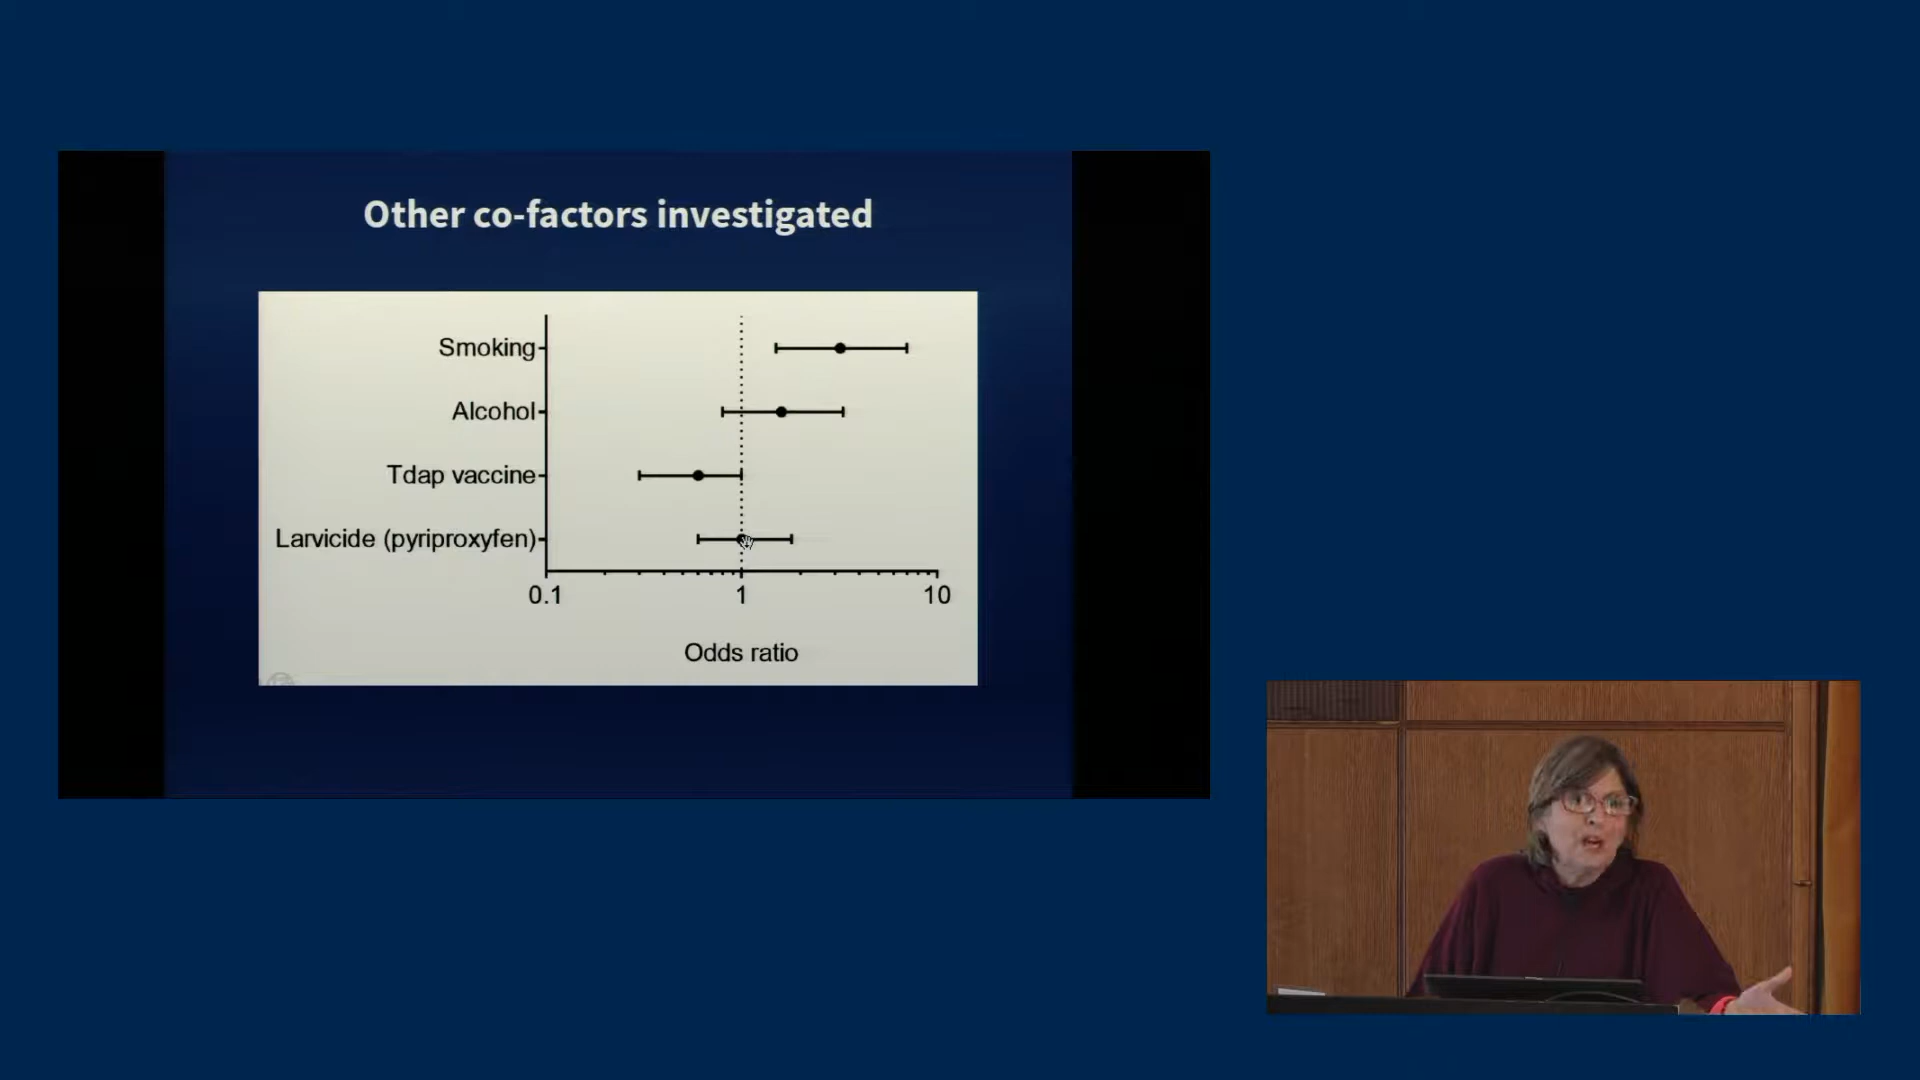 Other co-factors investigated
Smoking
Alcohol
Tdap vaccine
Larvicide (pyriproxyfen)
0.1 1 10
Odds ratio